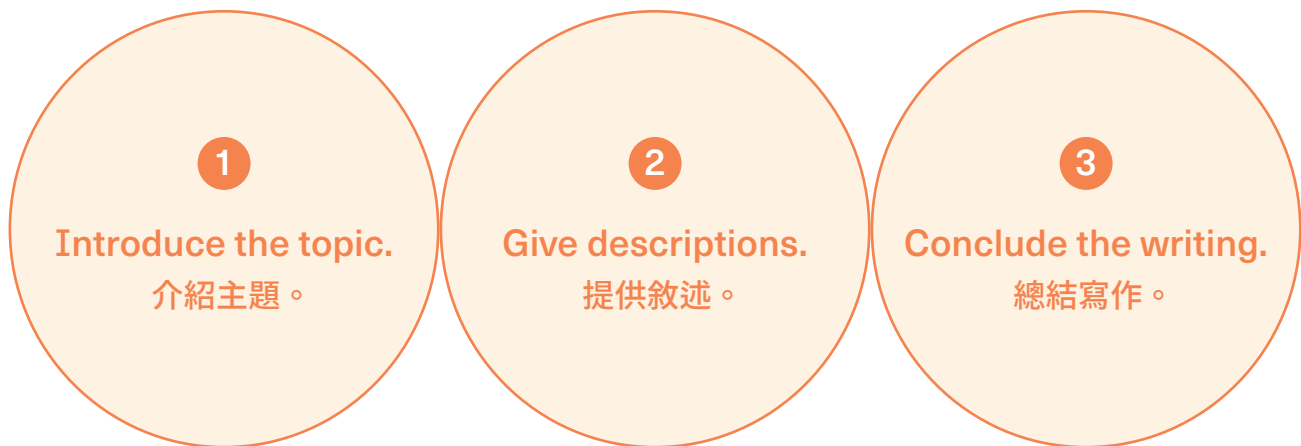 1
Introduce the topic.
介紹主題。
2
Give descriptions.
提供敘述。
3
Conclude the writing.
總結寫作。